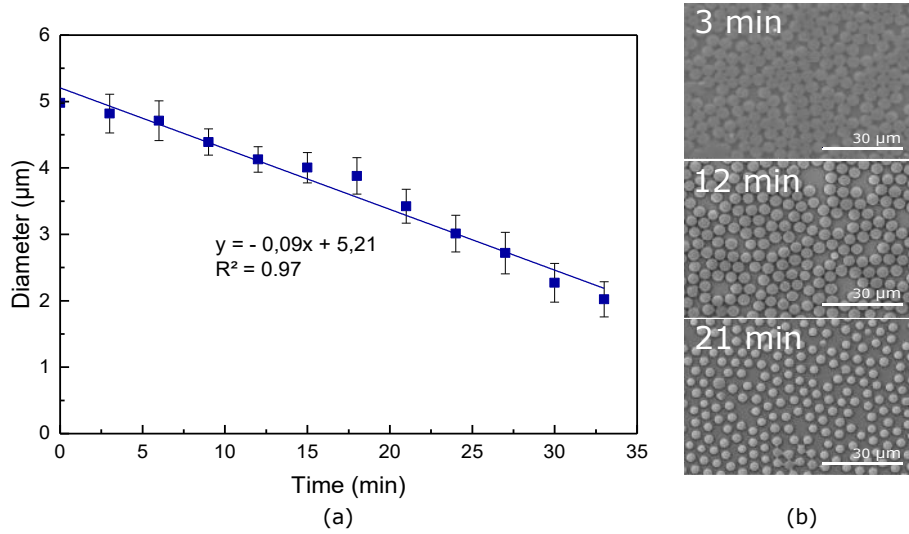 6
5
4
3
2
1
0
Diameter (µm)
y = - 0,09x + 5,21
R² = 0.97
0 5 10 15 20 25 30 35
Time (min)
(a)
3 min
30 µm
12 min
30 µm
21 min
30 µm
(b)